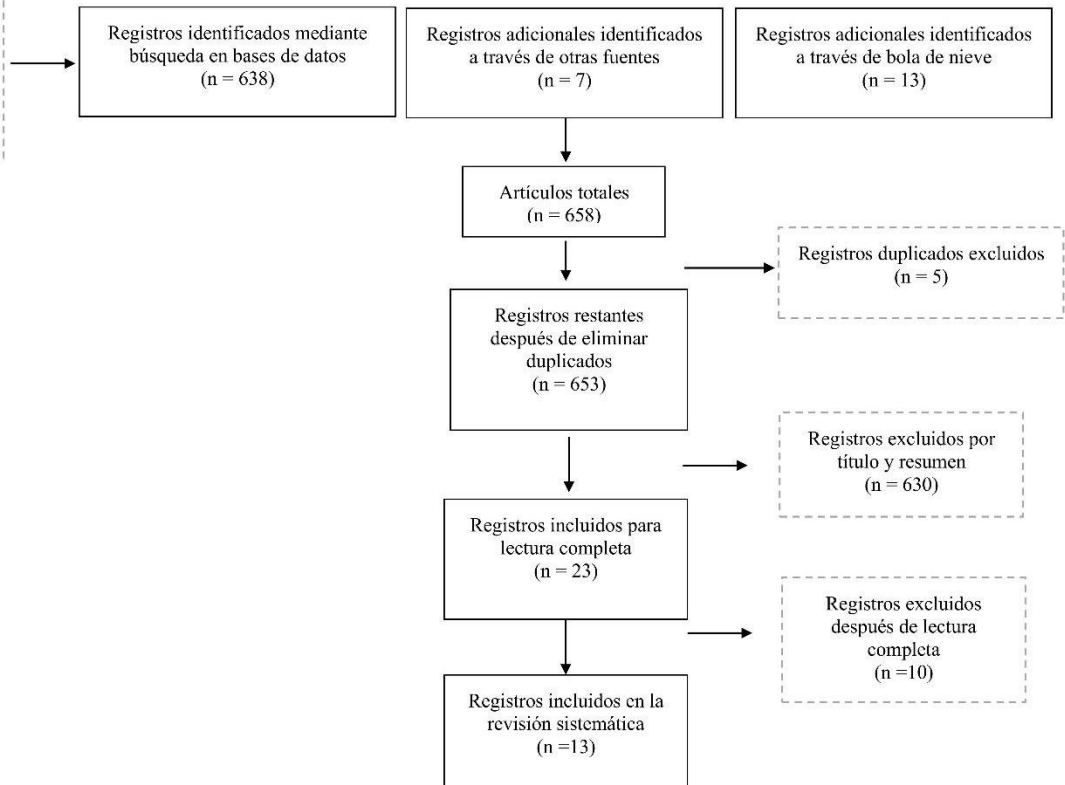 Registros identificados mediante
búsqueda en bases de datos
(n = 638)
Registros adicionales identificados
a través de otras fuentes
(n = 7)
Registros adicionales identificados
a través de bola de nieve
(n = 13)
Artículos totales
(n = 658)
Registros duplicados excluidos
(n = 5)
Registros restantes
después de eliminar
duplicados
(n = 653)
Registros excluidos por
título y resumen
(n = 630)
Registros incluidos para
lectura completa
(n = 23)
Registros excluidos
después de lectura
completa
(n =10)
Registros incluidos en la
revisión sistemática
(n =13)